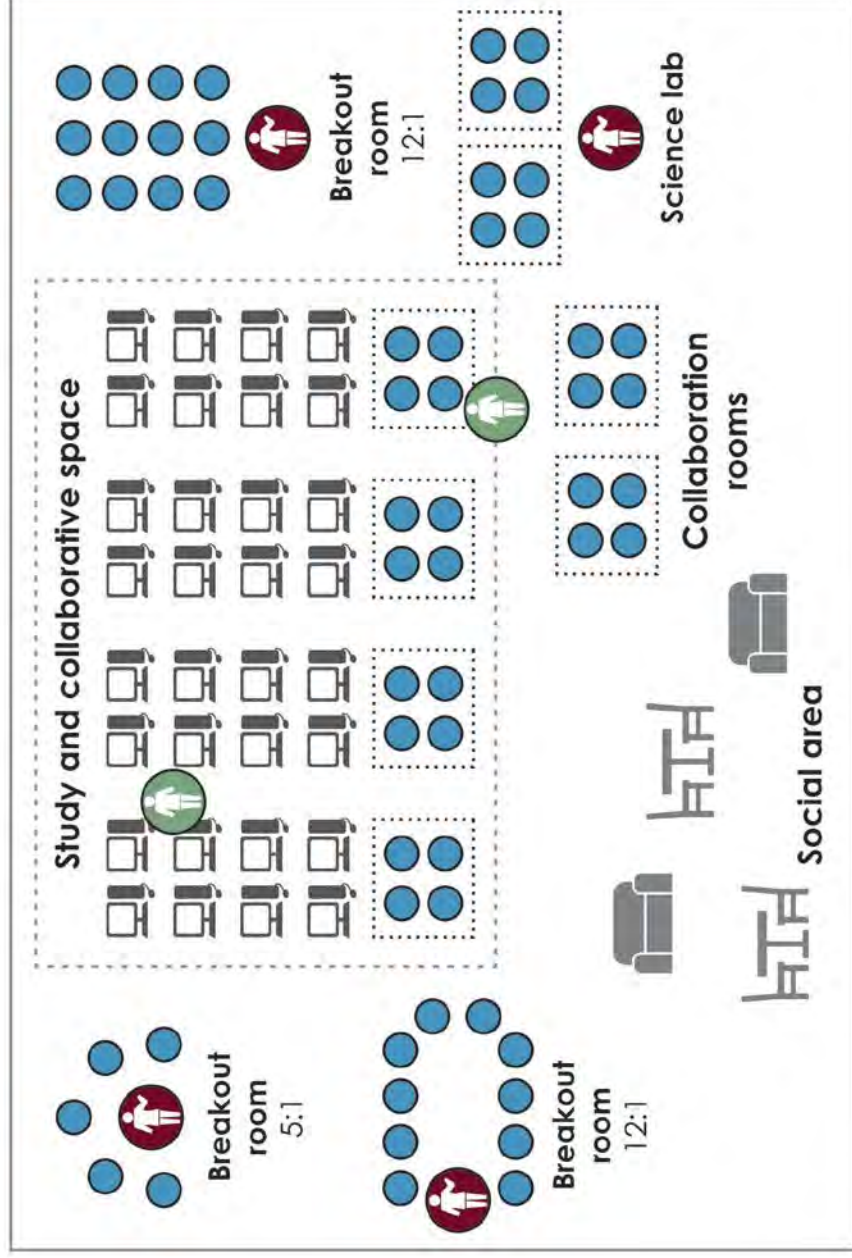 Study and collaborative space
Breakout
room
5:1
Breakout
room
12:1
Breakout
room
12:1
Science lab
Collaboration
rooms
Social area